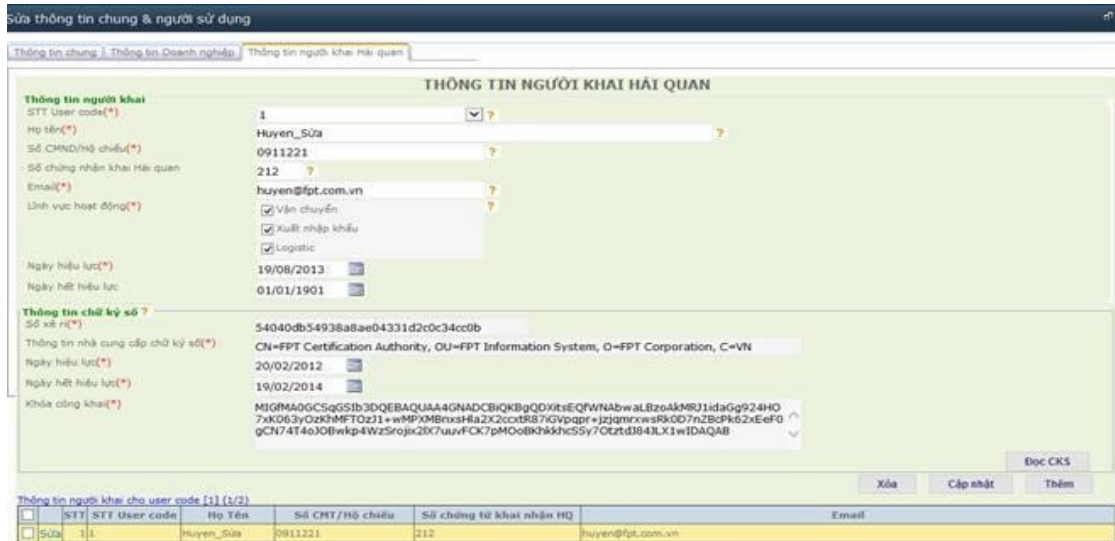 Sửa thông tin chung & người sử dụng
Thông tin chung Thông tin Doanh nghiệp Thông tin người khai Hải quan
THÔNG TIN NGƯỜI KHAI HẢI QUAN
Thông tin người khai
STT User code(*) 1 ?
Họ tên(*) Huyen_Sửa ?
Số CMND/Hộ chiếu(*) 0911221 ?
Số chứng nhận khai Hải quan 212 ?
Email(*) huyen@fpt.com.vn ?
Lĩnh vực hoạt động(*) Vận chuyển ?
Xuất nhập khẩu
Logistic
Ngày hiệu lực(*) 19/08/2013
Ngày hết hiệu lực 01/01/1901
Thông tin chữ ký số ?
Số xê ri(*) 54040db54938a8ae04331d2c0c34cc0b
Thông tin nhà cung cấp chữ ký số(*) CN=FPT Certification Authority, OU=FPT Information System, O=FPT Corporation, C=VN
Ngày hiệu lực(*) 20/02/2012
Ngày hết hiệu lực(*) 19/02/2014
Khóa công khai(*)
Đọc CKS
Xóa Cập nhật Thêm
Thông tin người khai cho user code [1] (1/2)
STT STT User code Họ Tên Số CMT/Hộ chiếu Số chứng từ khai nhận HQ Email
Sửa 1 1 Huyen_Sửa 0911221 212 huyen@fpt.com.vn